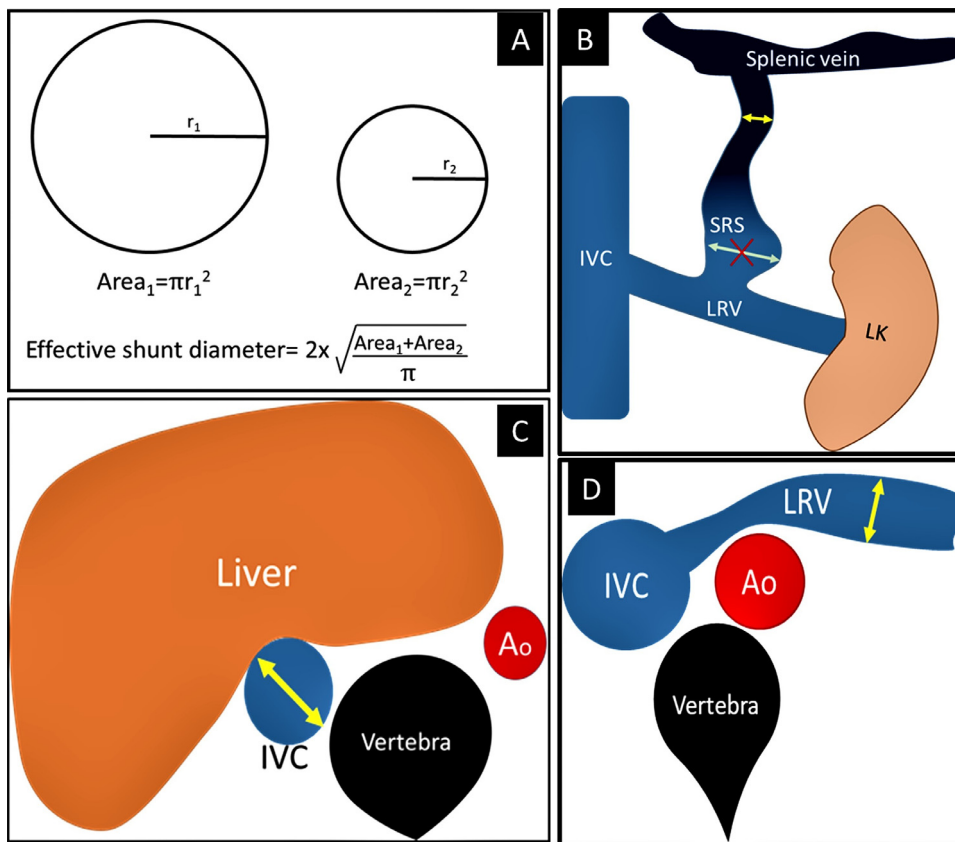 A
r₁
r₂
Area₁=πr₁²
Area₂=πr₂²
Effective shunt diameter= 2x √(Area₁+Area₂/π)
B
Splenic vein
SRS
IVC
LRV
LK
C
Liver
Ao
IVC
Vertebra
D
LRV
IVC
Ao
Vertebra